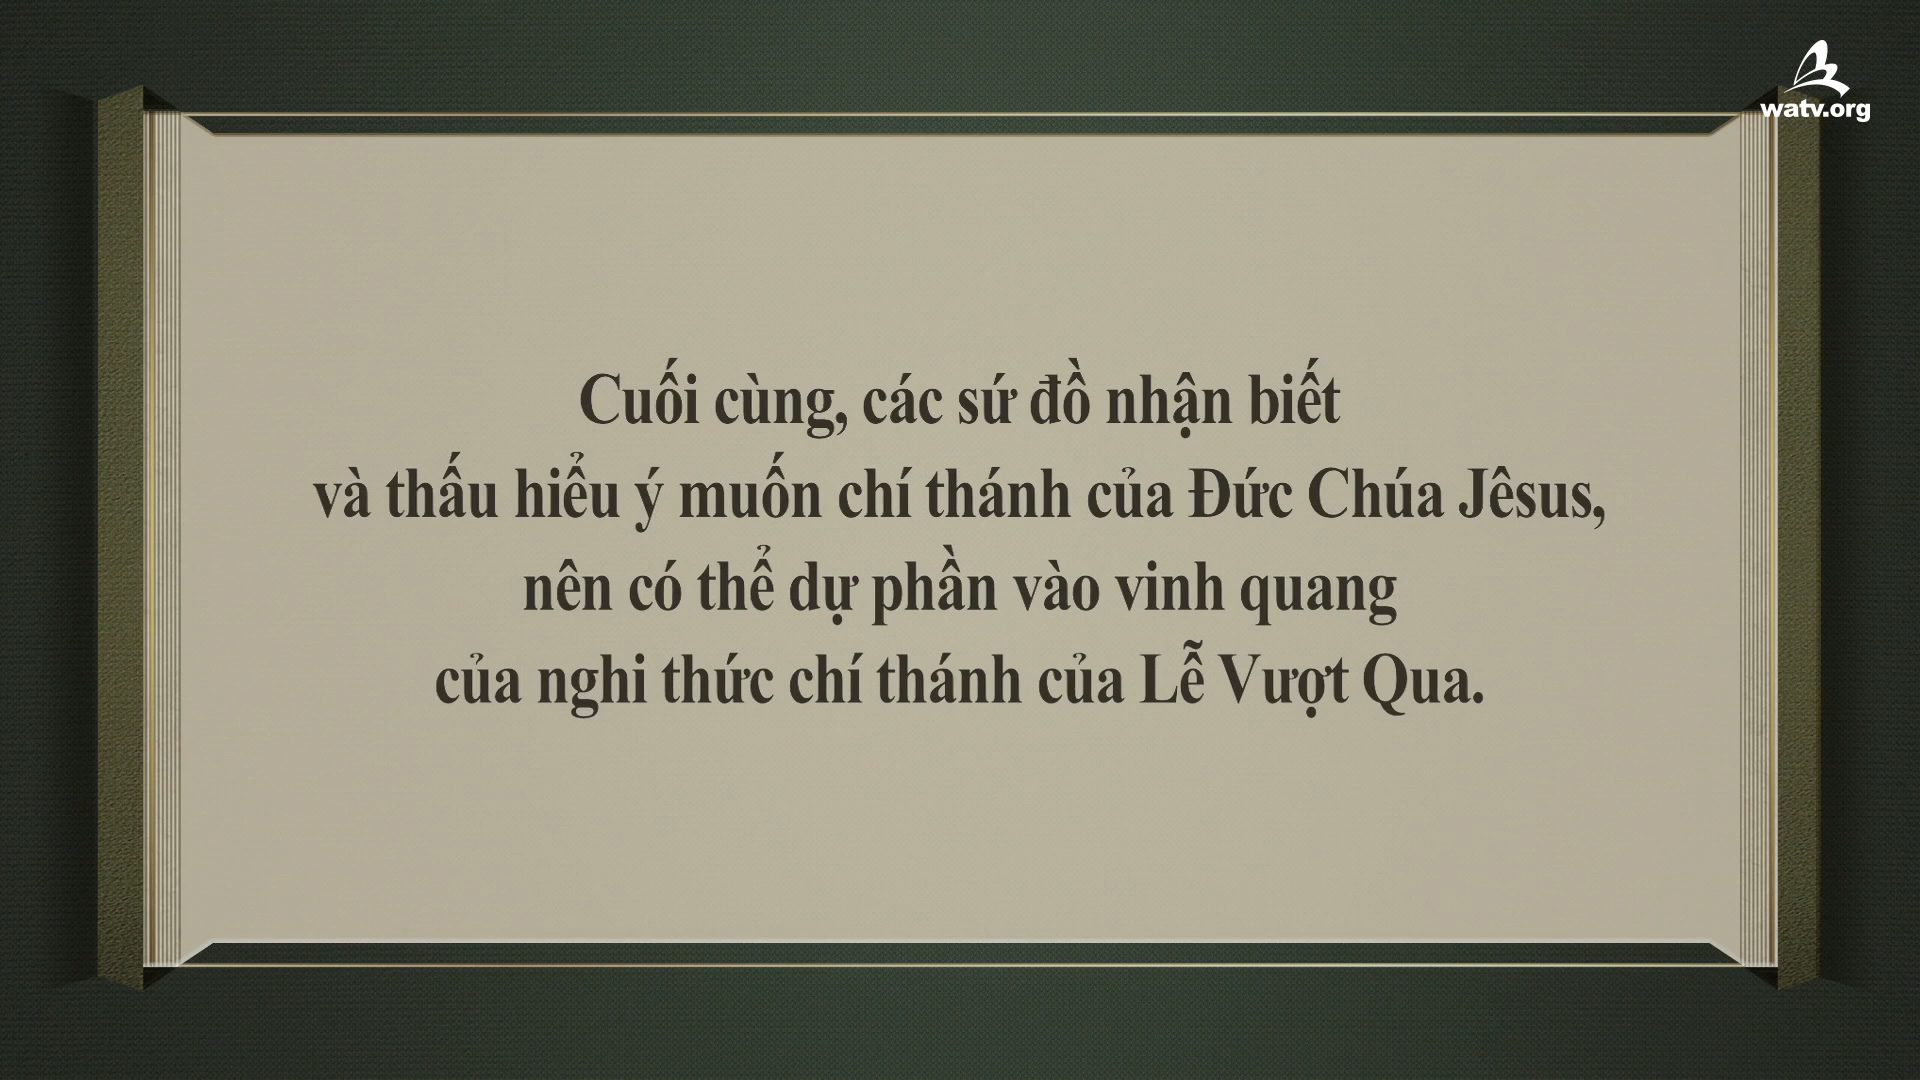 watv.org
Cuối cùng, các sứ đồ nhận biết
và thấu hiểu ý muốn chí thánh của Đức Chúa Jêsus,
nên có thể dự phần vào vinh quang
của nghi thức chí thánh của Lễ Vượt Qua.